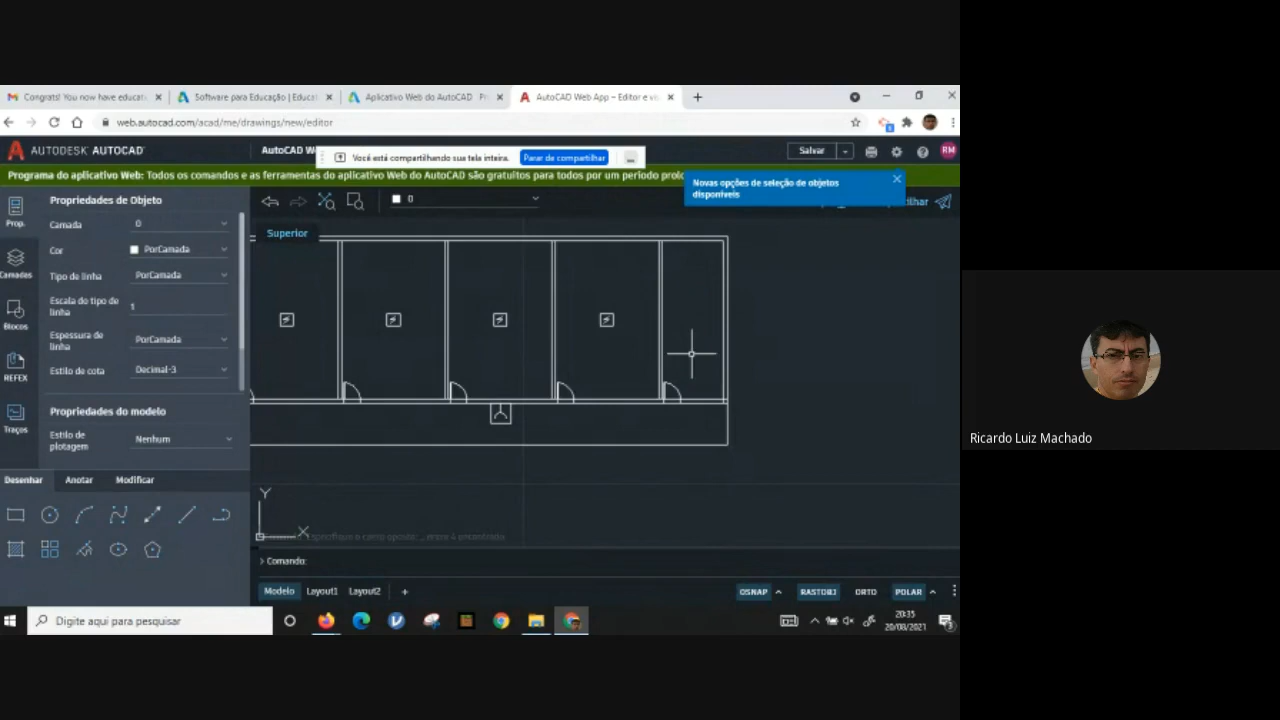 Congrats! You now have educat
Software para Educação | Educa
Aplicativo Web do AutoCAD
AutoCAD Web App – Editor e vi
web.autocad.com/acad/me/drawings/new/editor
AUTODESK AUTOCAD
AutoCAD W
Você está compartilhando sua tela inteira.
Parar de compartilhar
Salvar
RM
Programa do aplicativo Web: Todos os comandos e as ferramentas do aplicativo Web do AutoCAD são gratuitos para todos por um período prol
Novas opções de seleção de objetos
disponíveis
ilhar
Prop.
Camadas
Blocos
REFEX
Traços
Propriedades de Objeto
Camada 0
Cor PorCamada
Tipo de linha PorCamada
Escala do tipo de
linha 1
Espessura de
linha PorCamada
Estilo de cota Decimal-3
Propriedades do modelo
Estilo de
plotagem Nenhum
0
Superior
Desenhar Anotar Modificar
Y
X
Comando:
Modelo Layout1 Layout2 +
OSNAP RASTOBJ ORTO POLAR
Digite aqui para pesquisar
20:35
20/08/2021
Ricardo Luiz Machado